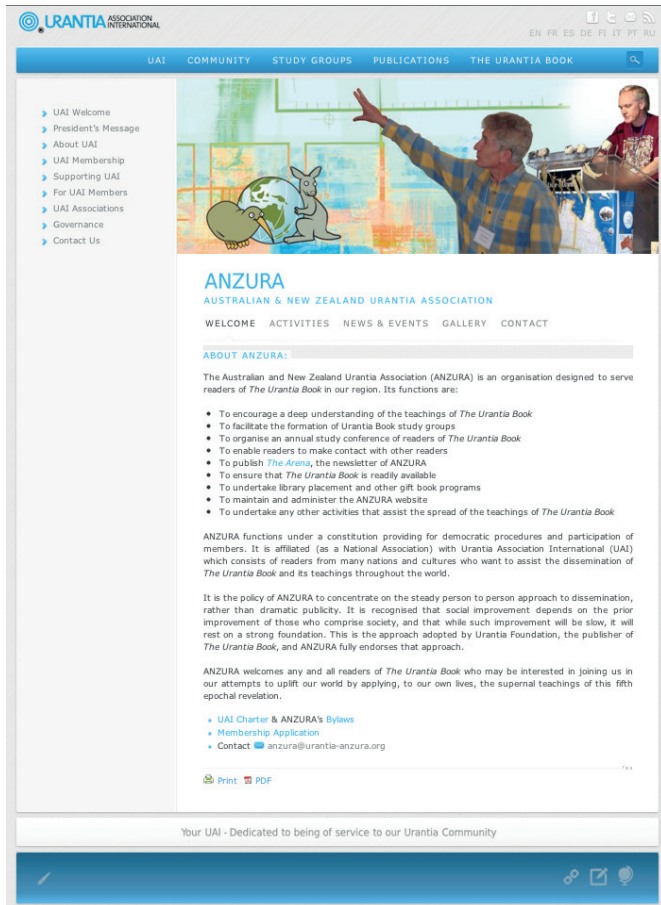 URANTIA ASSOCIATION
INTERNATIONAL
EN FR ES DE FI IT PT RU
UAI COMMUNITY STUDY GROUPS PUBLICATIONS THE URANTIA BOOK
UAI Welcome
President's Message
About UAI
UAI Membership
Supporting UAI
For UAI Members
UAI Associations
Governance
Contact Us
ANZURA
AUSTRALIAN & NEW ZEALAND URANTIA ASSOCIATION
WELCOME ACTIVITIES NEWS & EVENTS GALLERY CONTACT
ABOUT ANZURA:
The Australian and New Zealand Urantia Association (ANZURA) is an organisation designed to serve
readers of The Urantia Book in our region. Its functions are:
• To encourage a deep understanding of the teachings of The Urantia Book
• To facilitate the formation of Urantia Book study groups
• To organise an annual study conference of readers of The Urantia Book
• To enable readers to make contact with other readers
• To publish The Arena, the newsletter of ANZURA
• To ensure that The Urantia Book is readily available
• To undertake library placement and other gift book programs
• To maintain and administer the ANZURA website
• To undertake any other activities that assist the spread of the teachings of The Urantia Book
ANZURA functions under a constitution providing for democratic procedures and participation of
members. It is affiliated (as a National Association) with Urantia Association International (UAI)
which consists of readers from many nations and cultures who want to assist the dissemination of
The Urantia Book and its teachings throughout the world.
It is the policy of ANZURA to concentrate on the steady person to person approach to dissemination,
rather than dramatic publicity. It is recognised that social improvement depends on the prior
improvement of those who comprise society, and that while such improvement will be slow, it will
rest on a strong foundation. This is the approach adopted by Urantia Foundation, the publisher of
The Urantia Book, and ANZURA fully endorses that approach.
ANZURA welcomes any and all readers of The Urantia Book who may be interested in joining us in
our attempts to uplift our world by applying, to our own lives, the supernal teachings of this fifth
epochal revelation.
• UAI Charter & ANZURA's Bylaws
• Membership Application
• Contact anzura@urantia-anzura.org
Print PDF
Your UAI - Dedicated to being of service to our Urantia Community